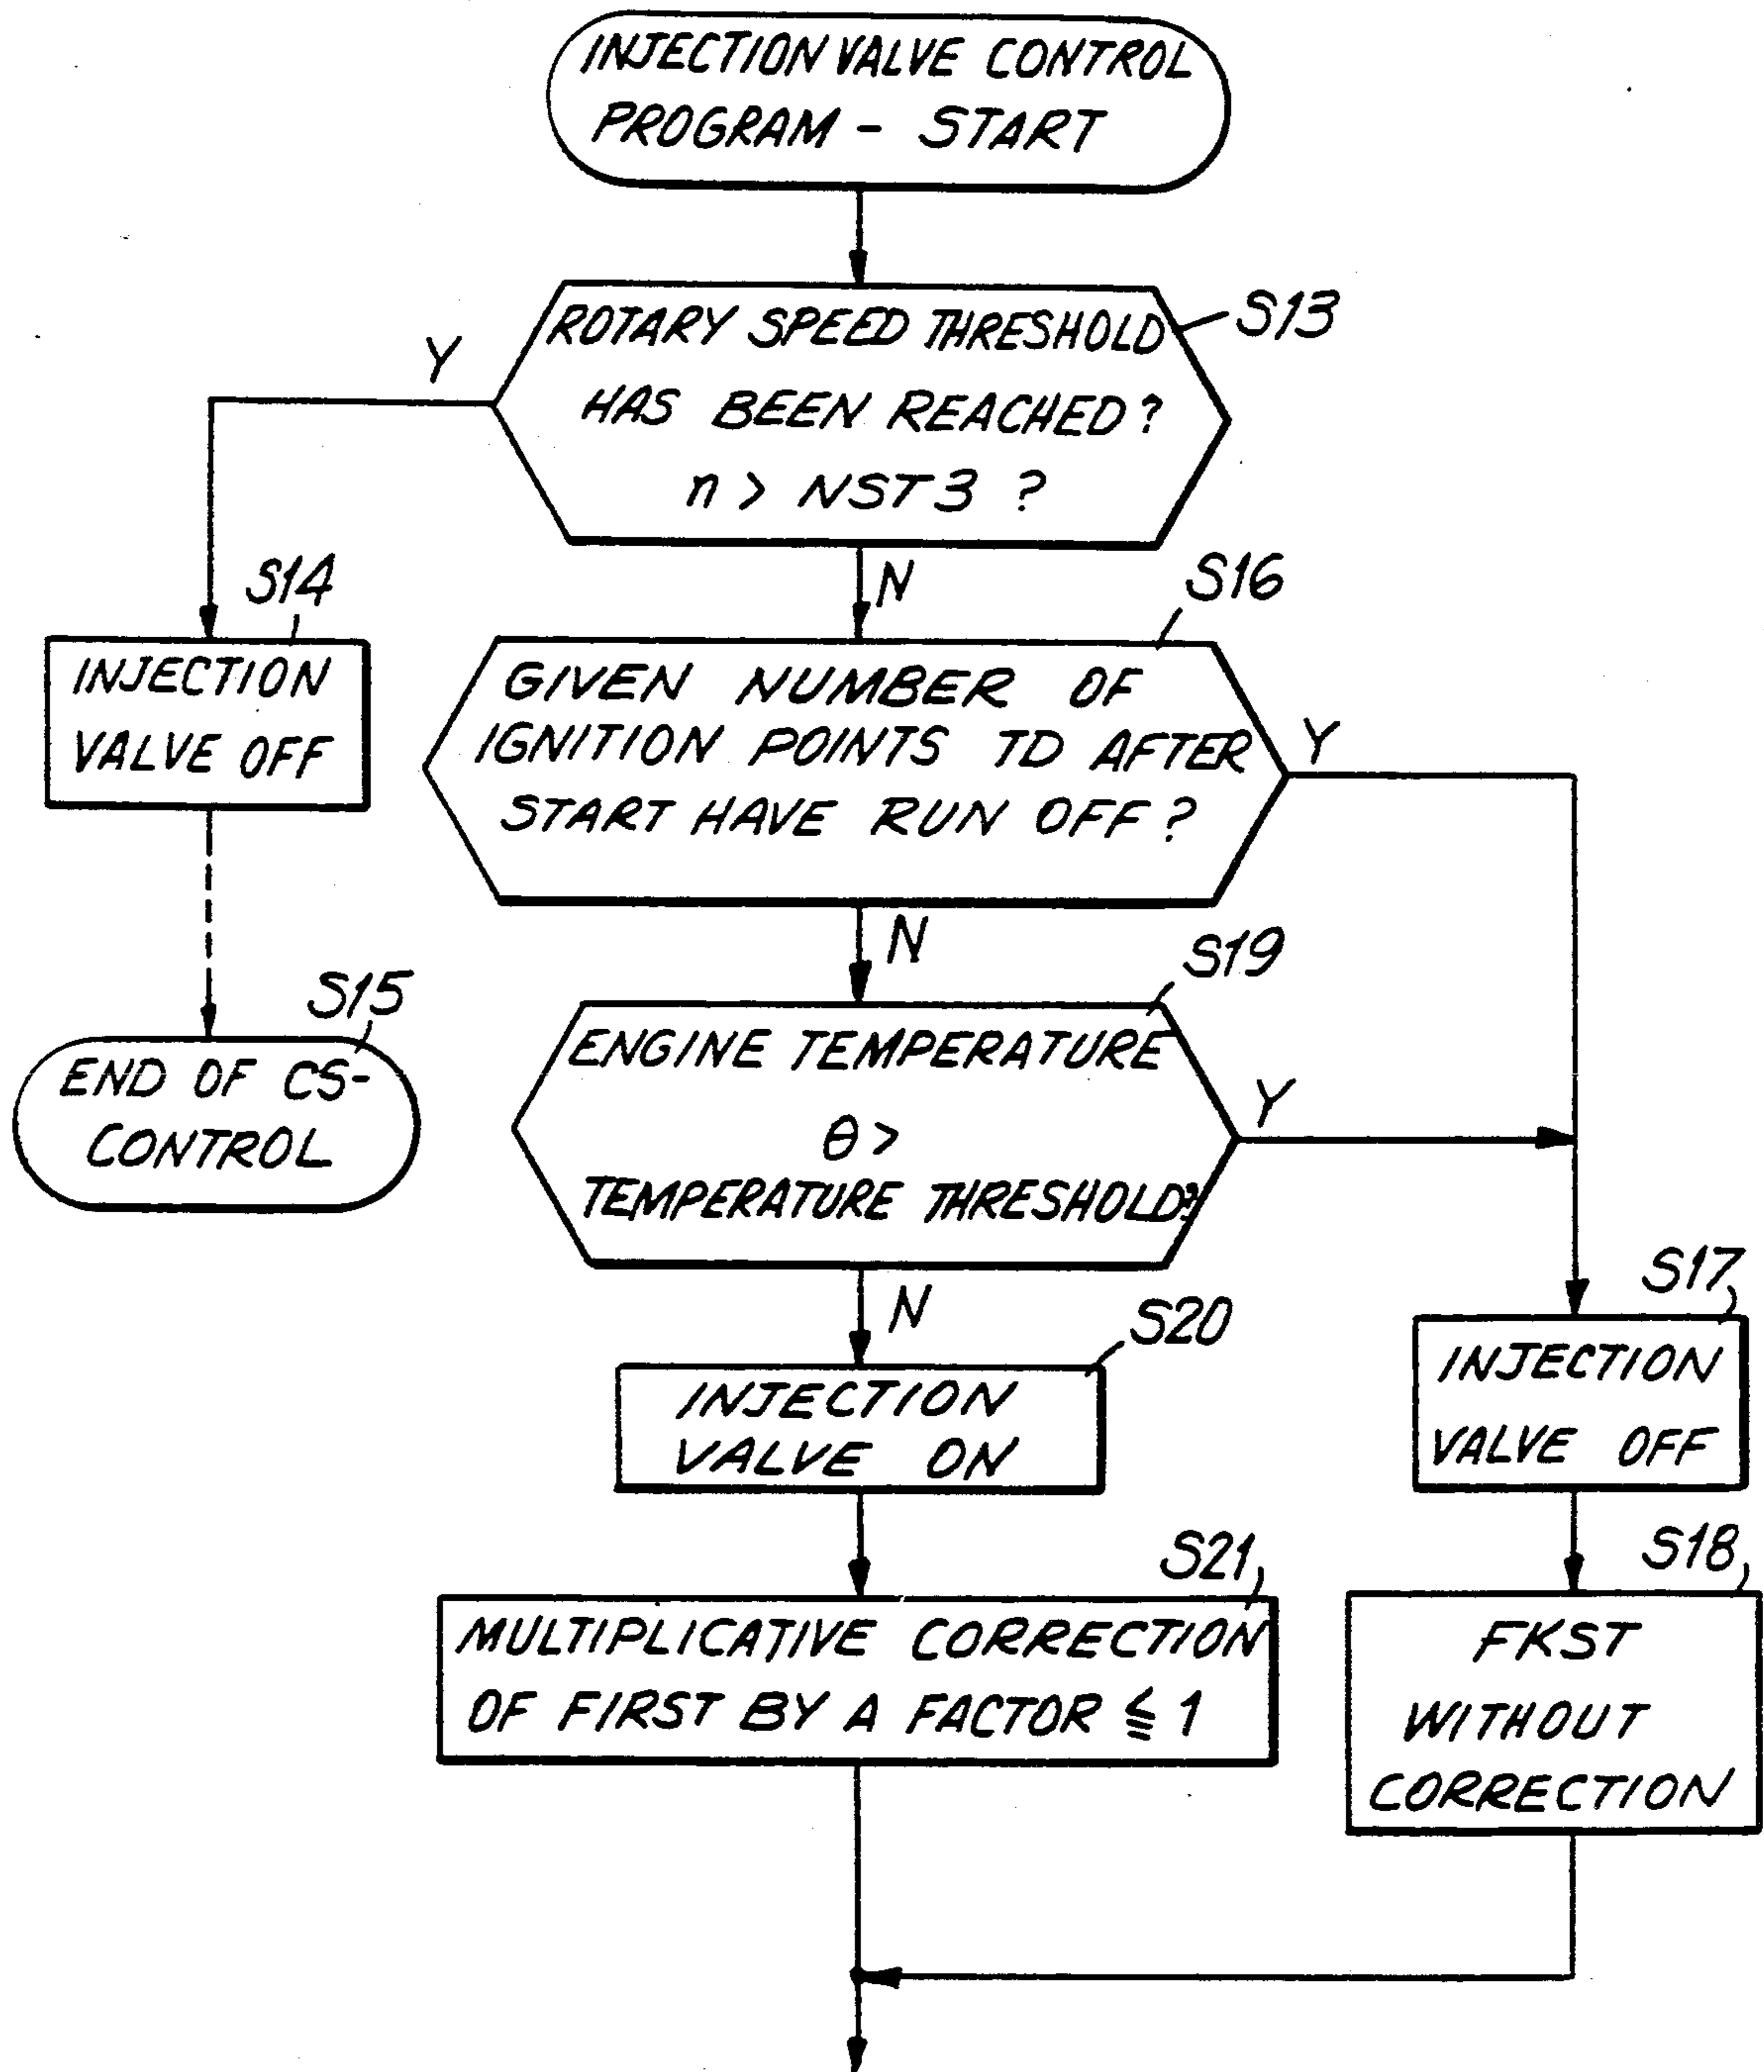 INJECTION VALVE CONTROL
PROGRAM - START
ROTARY SPEED THRESHOLD
HAS BEEN REACHED?
n > NST3 ?
S13
Y
N
S14
INJECTION
VALVE OFF
S16
GIVEN NUMBER OF
IGNITION POINTS TD AFTER
START HAVE RUN OFF?
Y
N
S15
END OF CS-
CONTROL
S19
ENGINE TEMPERATURE
θ >
TEMPERATURE THRESHOLD?
Y
N
S20
INJECTION
VALVE ON
S17
INJECTION
VALVE OFF
S21
MULTIPLICATIVE CORRECTION
OF FIRST BY A FACTOR ≦ 1
S18
FKST
WITHOUT
CORRECTION